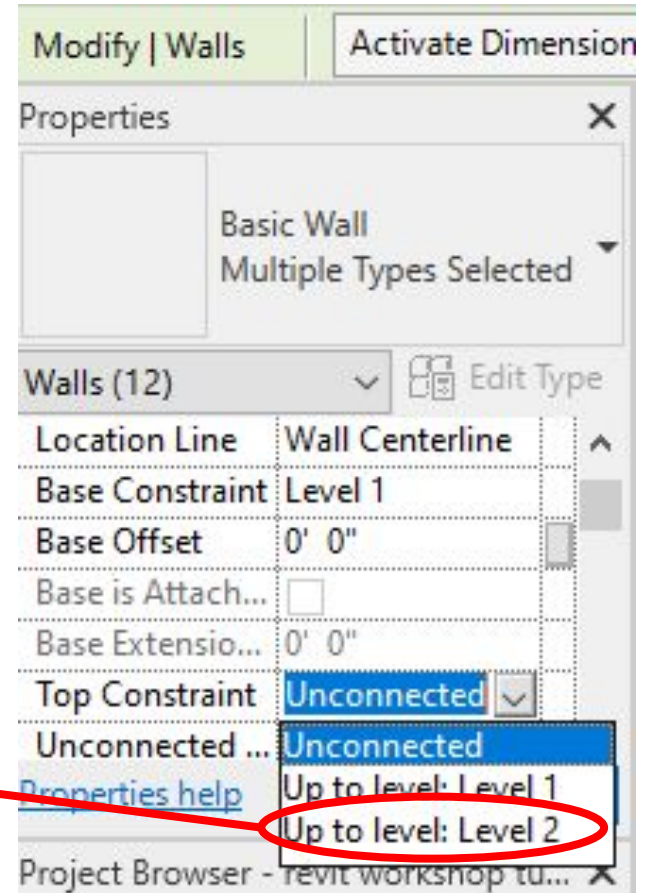 Modify | Walls Activate Dimension
Properties
Basic Wall
Multiple Types Selected
Walls (12) Edit Type
Location Line Wall Centerline
Base Constraint Level 1
Base Offset 0' 0"
Base is Attach...
Base Extensio... 0' 0"
Top Constraint Unconnected
Unconnected ... Unconnected
Properties help Up to level: Level 1
Up to level: Level 2
Project Browser - revit workshop tu...